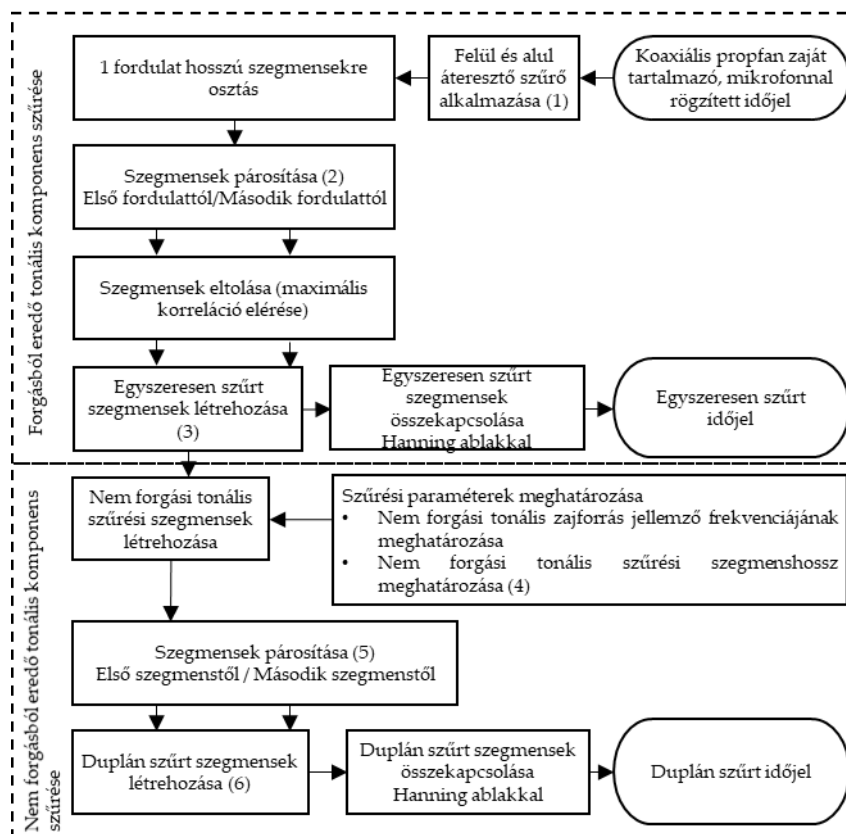 Forgásból eredő tonális komponens szűrése
1 fordulat hosszú szegmensekre
osztás
Felül és alul
áteresztő szűrő
alkalmazása (1)
Koaxiális propfan zaját
tartalmazó, mikrofonnal
rögzített időjel
Szegmensek párosítása (2)
Első fordulattól/Második fordulattól
Szegmensek eltolása (maximális
korreláció elérése)
Egyszeresen szűrt
szegmensek létrehozása
(3)
Egyszeresen szűrt
szegmensek
összekapcsolása
Hanning ablakkal
Egyszeresen szűrt
időjel
Nem forgásból eredő tonális komponens
szűrése
Nem forgási tonális
szűrési szegmensek
létrehozása
Szűrési paraméterek meghatározása
• Nem forgási tonális zajforrás jellemző frekvenciájának
meghatározása
• Nem forgási tonális szűrési szegmenshossz
meghatározása (4)
Szegmensek párosítása (5)
Első szegmenstől / Második szegmenstől
Duplán szűrt szegmensek
létrehozása (6)
Duplán szűrt szegmensek
összekapcsolása
Hanning ablakkal
Duplán szűrt időjel